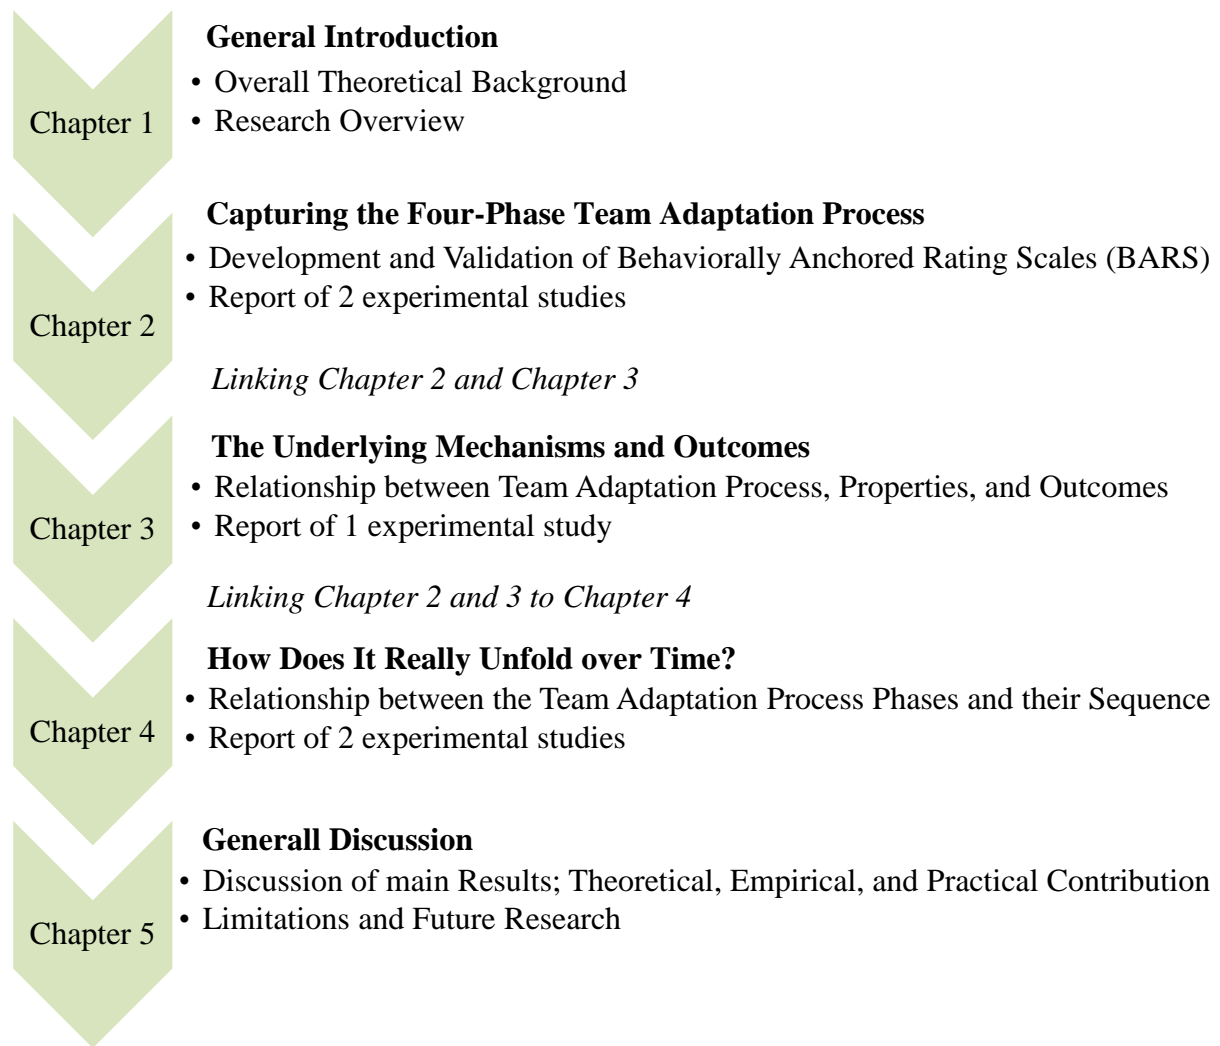 General Introduction
• Overall Theoretical Background
Chapter 1
• Research Overview
Capturing the Four-Phase Team Adaptation Process
• Development and Validation of Behaviorally Anchored Rating Scales (BARS)
• Report of 2 experimental studies
Chapter 2
Linking Chapter 2 and Chapter 3
The Underlying Mechanisms and Outcomes
• Relationship between Team Adaptation Process, Properties, and Outcomes
Chapter 3
• Report of 1 experimental study
Linking Chapter 2 and 3 to Chapter 4
How Does It Really Unfold over Time?
• Relationship between the Team Adaptation Process Phases and their Sequence
Chapter 4
• Report of 2 experimental studies
Generall Discussion
• Discussion of main Results; Theoretical, Empirical, and Practical Contribution
• Limitations and Future Research
Chapter 5